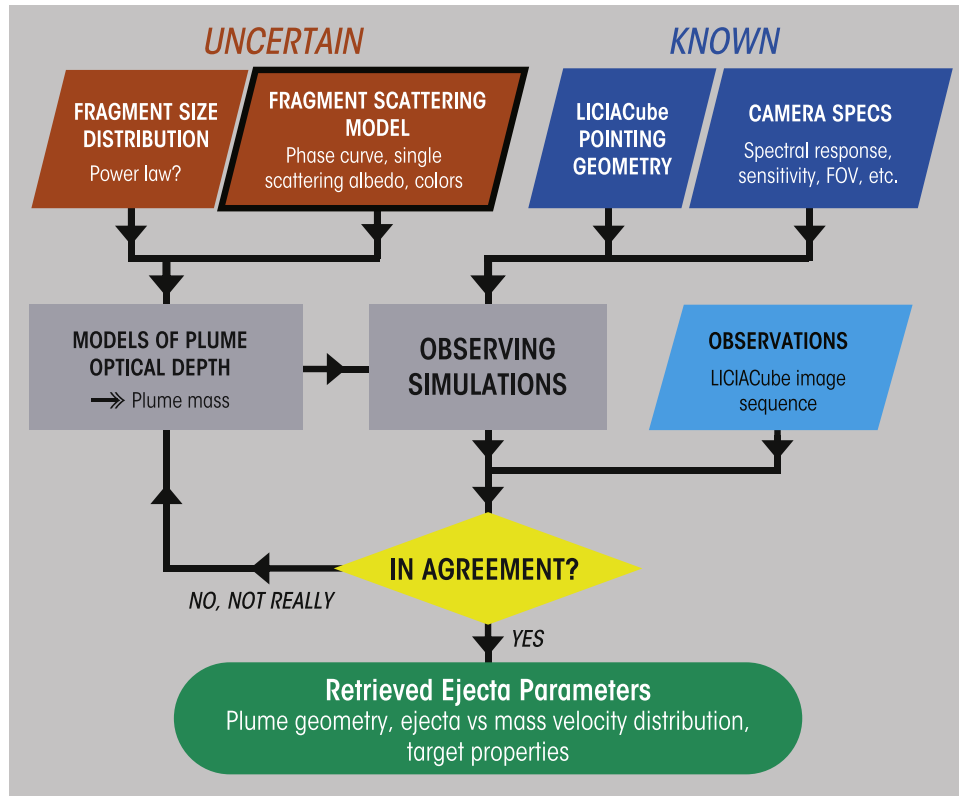 UNCERTAIN
KNOWN
FRAGMENT SIZE
DISTRIBUTION
Power law?
FRAGMENT SCATTERING
MODEL
Phase curve, single
scattering albedo, colors
LICIACube
POINTING
GEOMETRY
CAMERA SPECS
Spectral response,
sensitivity, FOV, etc.
MODELS OF PLUME
OPTICAL DEPTH
Plume mass
OBSERVING
SIMULATIONS
OBSERVATIONS
LICIACube image
sequence
IN AGREEMENT?
NO, NOT REALLY
YES
Retrieved Ejecta Parameters
Plume geometry, ejecta vs mass velocity distribution,
target properties